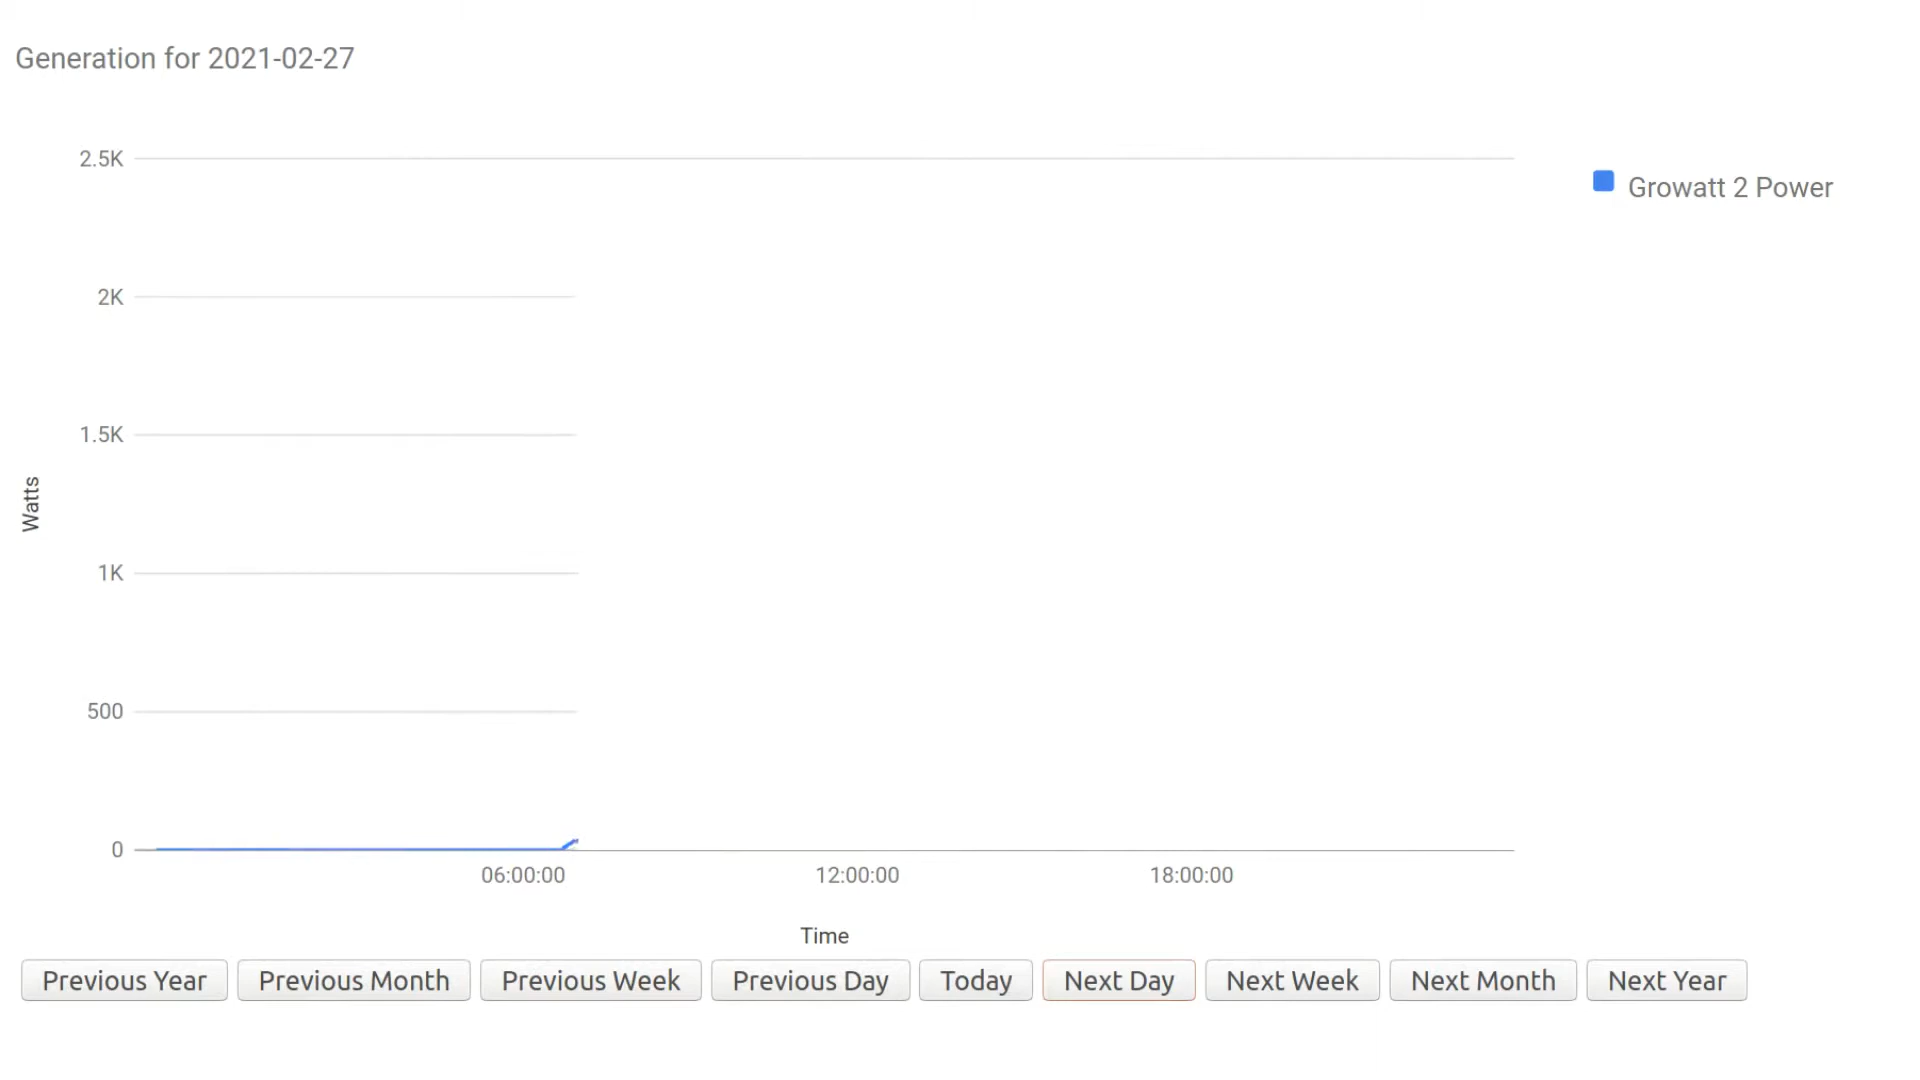 Generation for 2021-02-27
2.5K
Growatt 2 Power
2K
1.5K
Watts
1K
500
0
06:00:00 12:00:00 18:00:00
Time
Previous Year Previous Month Previous Week Previous Day Today Next Day Next Week Next Month Next Year